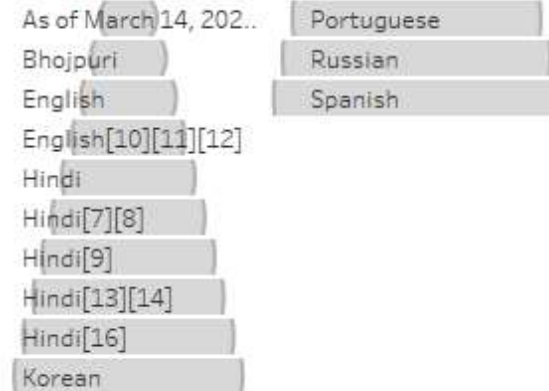 As of March 14, 202..
Bhojpuri
English
English[10][11][12]
Hindi
Hindi[7][8]
Hindi[9]
Hindi[13][14]
Hindi[16]
Korean
Portuguese
Russian
Spanish